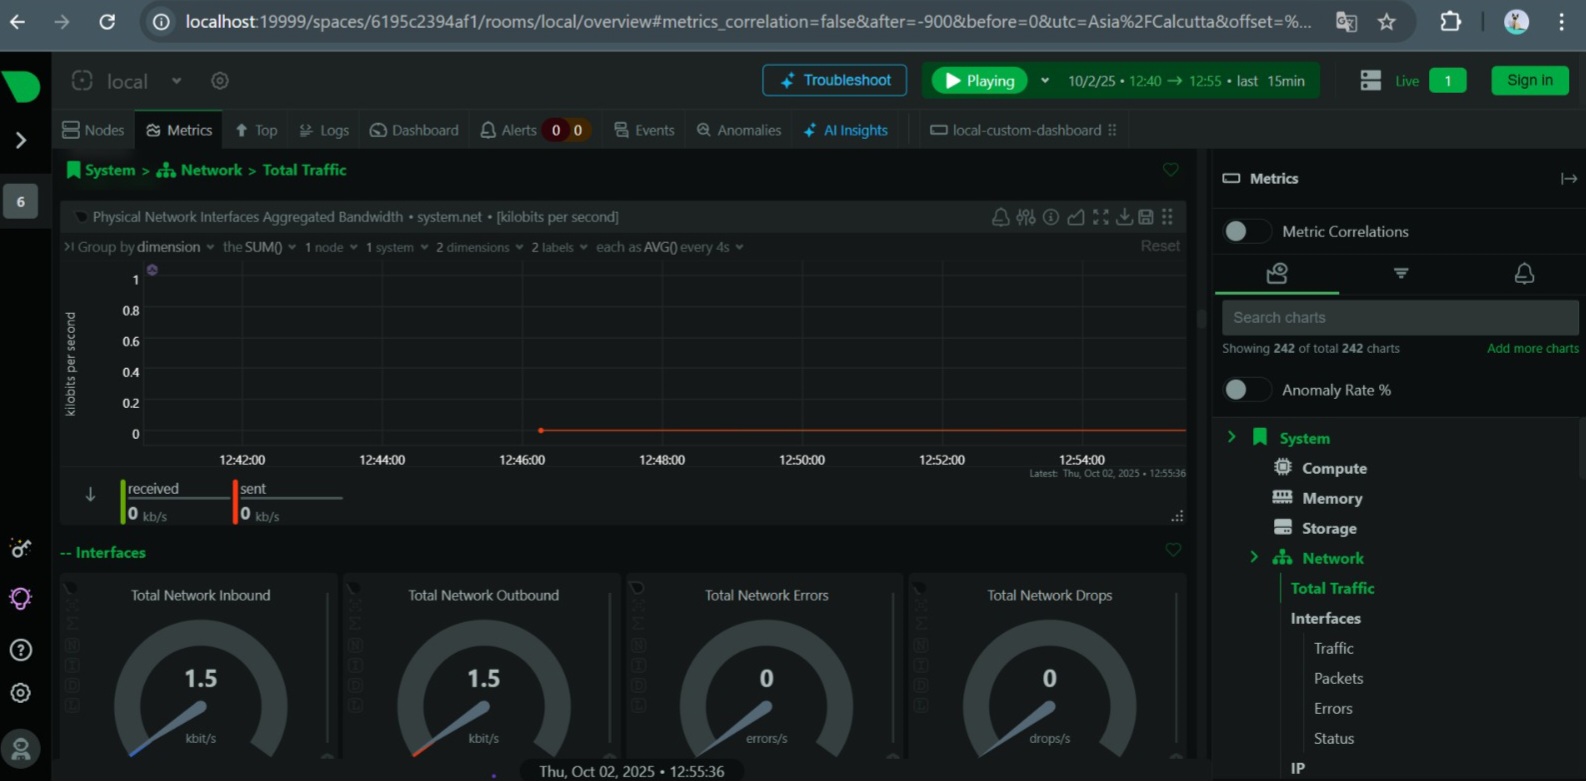 localhost:19999/spaces/6195c2394af1/rooms/local/overview#metrics_correlation=false&after=-900&before=0&utc=Asia%2FCalcutta&offset=%...
local Troubleshoot Playing 10/2/25 • 12:40 → 12:55 • last 15min Live 1 Sign in
Nodes Metrics Top Logs Dashboard Alerts 0 0 Events Anomalies AI Insights local-custom-dashboard
6
System > Network > Total Traffic
Physical Network Interfaces Aggregated Bandwidth • system.net • [kilobits per second]
Group by dimension the SUM() 1 node 1 system 2 dimensions 2 labels each as AVG() every 4s Reset
kilobits per second
1
0.8
0.6
0.4
0.2
0
12:42:00 12:44:00 12:46:00 12:48:00 12:50:00 12:52:00 12:54:00
Latest: Thu, Oct 02, 2025 • 12:55:36
received sent
0 kb/s 0 kb/s
-- Interfaces
Total Network Inbound Total Network Outbound Total Network Errors Total Network Drops
1.5 1.5 0 0
kbit/s kbit/s errors/s drops/s
Thu, Oct 02, 2025 • 12:55:36
Metrics
Metric Correlations
Search charts
Showing 242 of total 242 charts Add more charts
Anomaly Rate %
System
Compute
Memory
Storage
Network
Total Traffic
Interfaces
Traffic
Packets
Errors
Status
IP